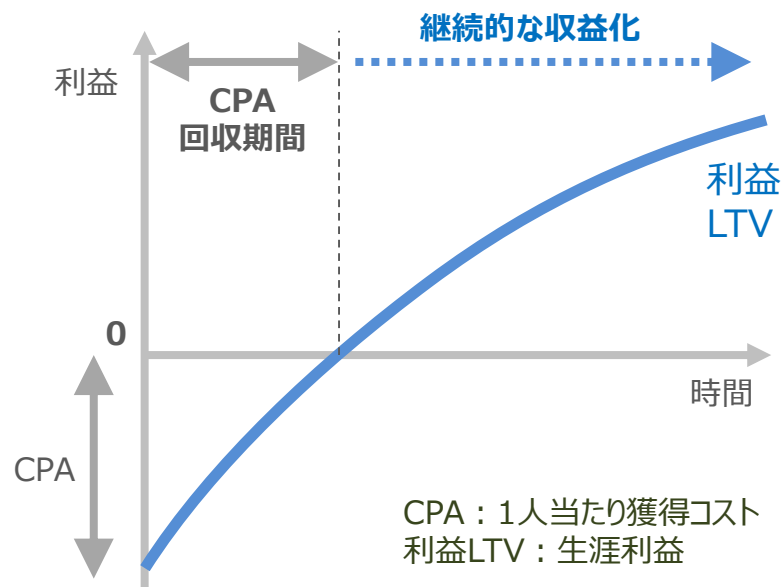 継続的な収益化
利益
CPA
回収期間
利益
LTV
0
時間
CPA
CPA：1人当たり獲得コスト
利益LTV：生涯利益